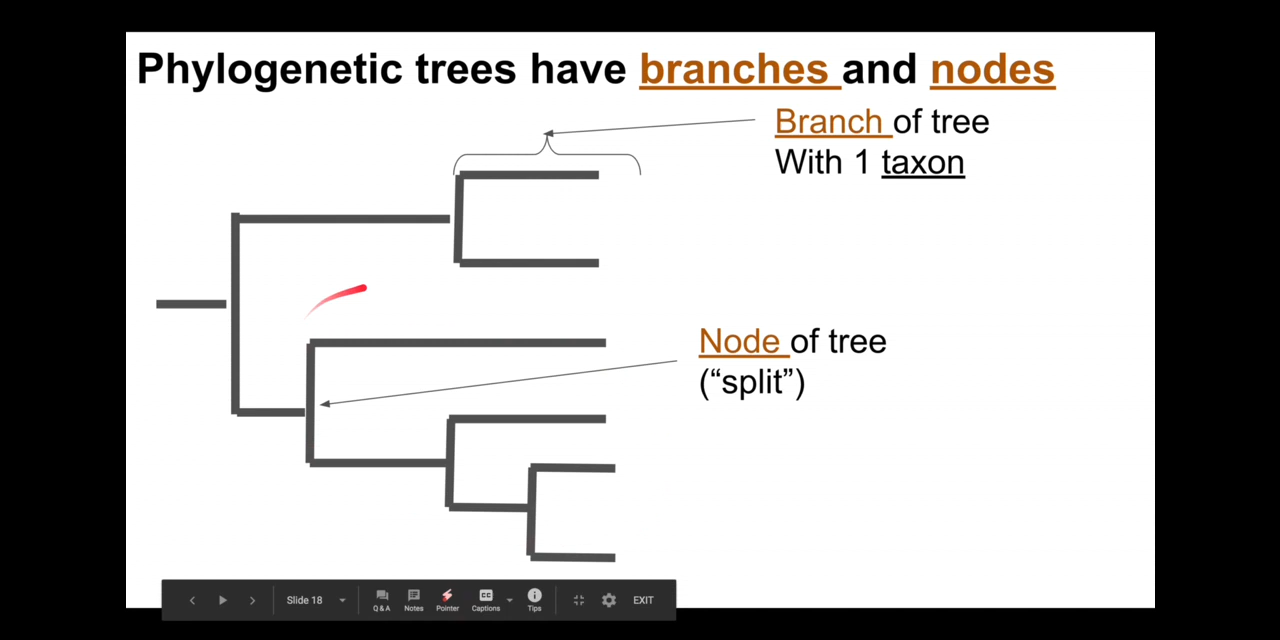 Phylogenetic trees have branches and nodes
Branch of tree
With 1 taxon
Node of tree
(“split”)
Slide 18
Q & A
Notes
Pointer
CC
Captions
Tips
EXIT